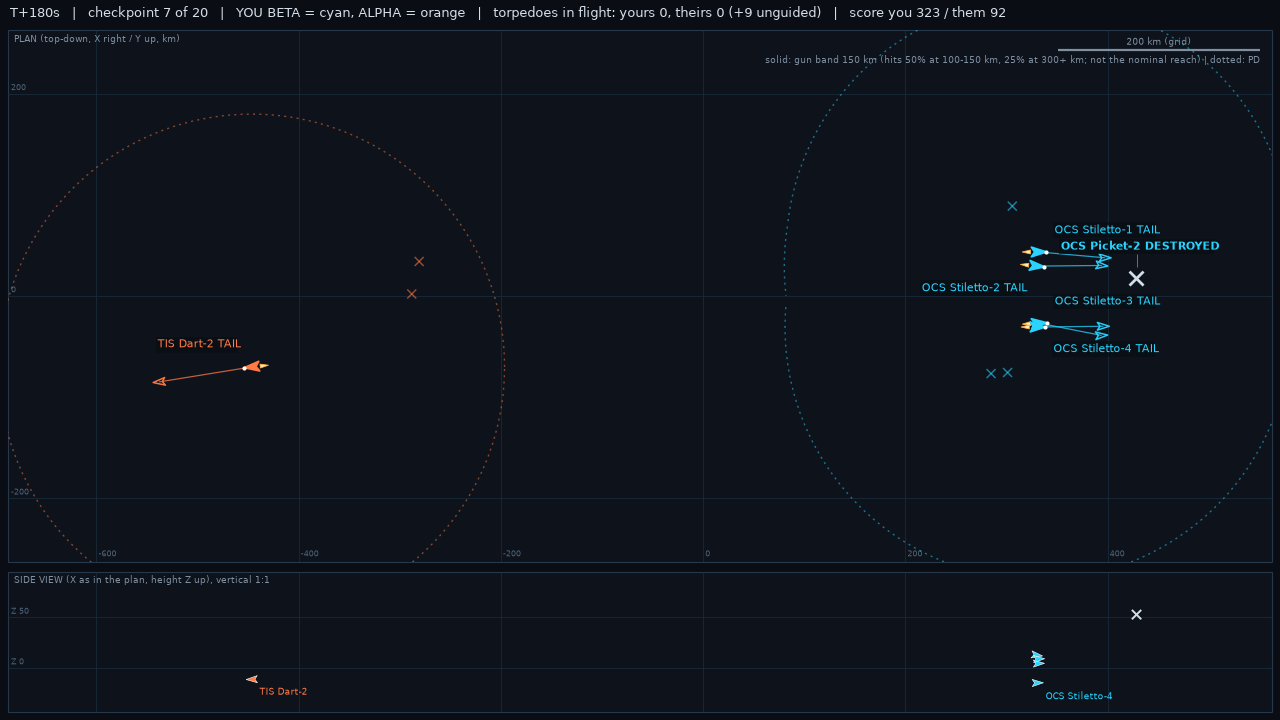 T+180s | checkpoint 7 of 20 | YOU BETA = cyan, ALPHA = orange | torpedoes in flight: yours 0, theirs 0 (+9 unguided) | score you 323 / them 92
PLAN (top-down, X right / Y up, km)
200 km (grid)
solid: gun band 150 km (hits 50% at 100-150 km, 25% at 300+ km; not the nominal reach) | dotted: PD
200
OCS Stiletto-1 TAIL
OCS Picket-2 DESTROYED
OCS Stiletto-2 TAIL
0
OCS Stiletto-3 TAIL
TIS Dart-2 TAIL
OCS Stiletto-4 TAIL
-200
-600
-400
-200
0
200
400
SIDE VIEW (X as in the plan, height Z up), vertical 1:1
Z 50
Z 0
TIS Dart-2
OCS Stiletto-4